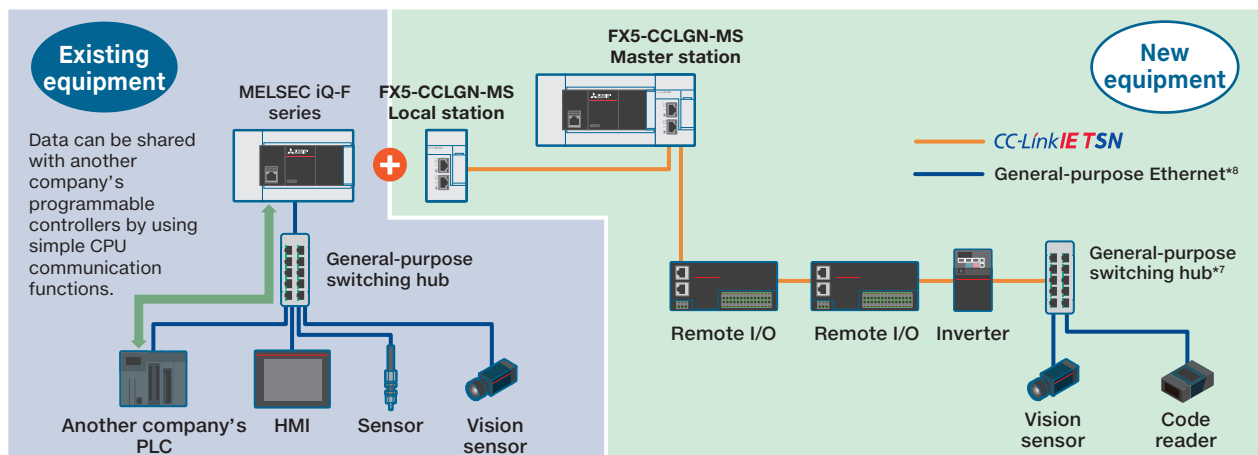 Existing
equipment
Data can be shared
with another
company's
programmable
controllers by using
simple CPU
communication
functions.
MELSEC iQ-F
series
FX5-CCLGN-MS
Local station
FX5-CCLGN-MS
Master station
New
equipment
CC-Link IE TSN
General-purpose Ethernet*8
General-purpose
switching hub
General-purpose
switching hub*7
Remote I/O
Remote I/O
Inverter
Another company's
PLC
HMI
Sensor
Vision
sensor
Vision
sensor
Code
reader